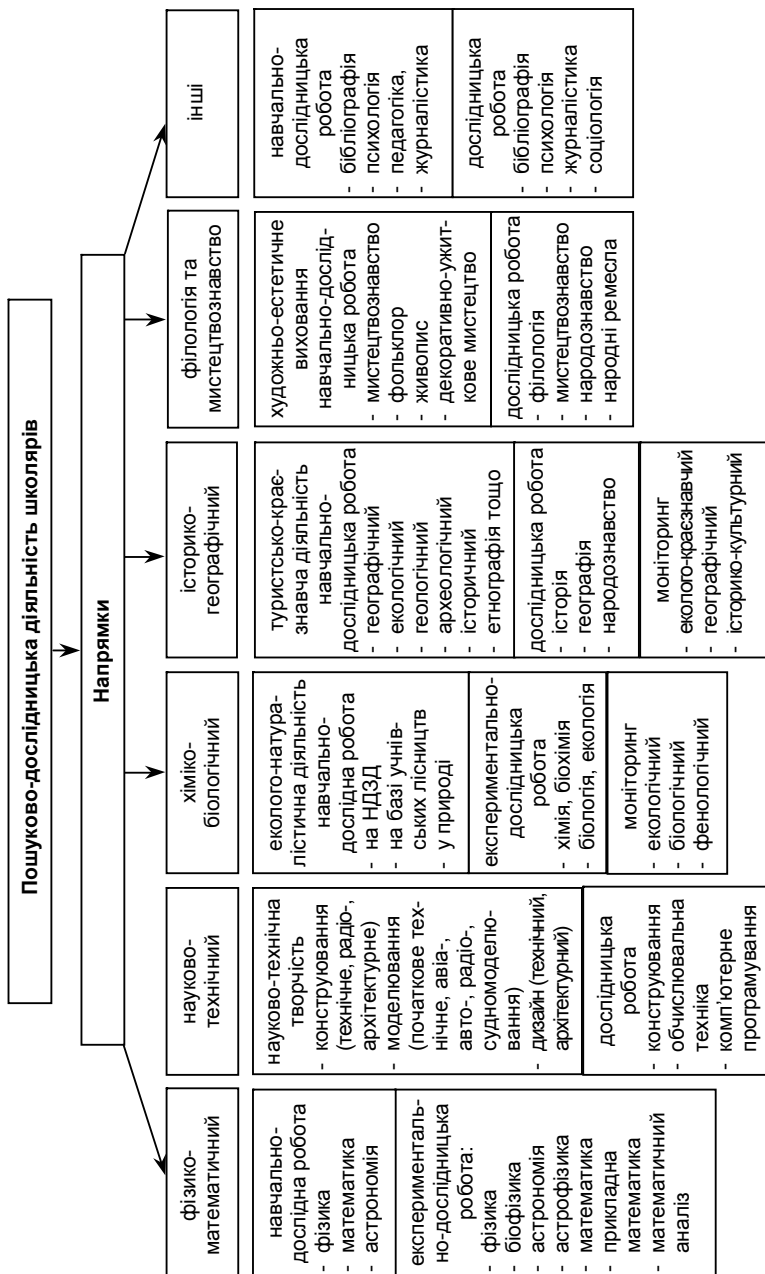 Пошуково-дослідницька діяльність школярів
Напрямки
фізико-
математичний
навчально-
дослідна робота
- фізика
- математика
- астрономія
експерименталь-
но-дослідницька
робота:
- фізика
- біофізика
- астрономія
- астрофізика
- математика
- прикладна
математика
- математичний
аналіз
науково-
технічний
науково-технічна
творчість
- конструювання
(технічне, радіо-,
архітектурне)
- моделювання
(початкове тех-
нічне, авіа-,
авто-, радіо-,
судномоделю-
вання)
- дизайн (технічний,
архітектурний)
дослідницька
робота
- конструювання
- обчислювальна
техніка
- комп'ютерне
програмування
хіміко-
біологічний
еколого-натура-
лістична діяльність
навчально-
дослідна робота
- на НДЗД
- на базі учнів-
ських лісництв
- у природі
експериментально-
дослідницька
робота
- хімія, біохімія
- біологія, екологія
моніторинг
- екологічний
- біологічний
- фенологічний
історико-
географічний
туристсько-крає-
знавча діяльність
навчально-
дослідницька робота
- географічний
- екологічний
- геологічний
- археологічний
- історичний
- етнографія тощо
дослідницька робота
- історія
- географія
- народознавство
моніторинг
- еколого-краєзнавчий
- географічний
- історико-культурний
філологія та
мистецтвознавство
художньо-естетичне
виховання
навчально-дослід-
ницька робота
- мистецтвознавство
- фольклор
- живопис
- декоративно-ужит-
кове мистецтво
дослідницька робота
- філологія
- мистецтвознавство
- народознавство
- народні ремесла
інші
навчально-
дослідницька
робота
- бібліографія
- психологія
- педагогіка,
- журналістика
дослідницька
робота
- бібліографія
- психологія
- журналістика
- соціологія